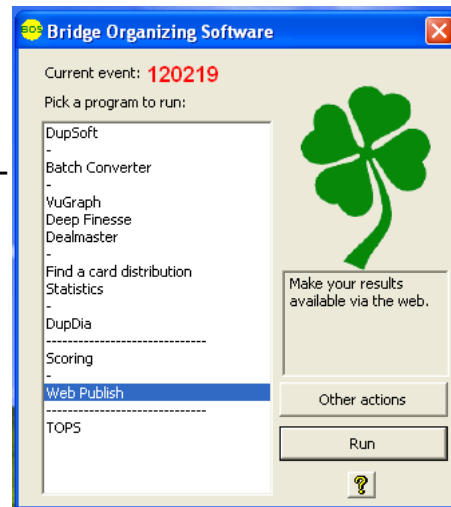 BOS Bridge Organizing Software
Current event: 120219
Pick a program to run:
DupSoft
-
Batch Converter
-
VuGraph
Deep Finesse
Dealmaster
-
Find a card distribution
Statistics
-
DupDia
-----------------------------
Scoring
-
Web Publish
-----------------------------
TOPS
Make your results
available via the web.
Other actions
Run
?